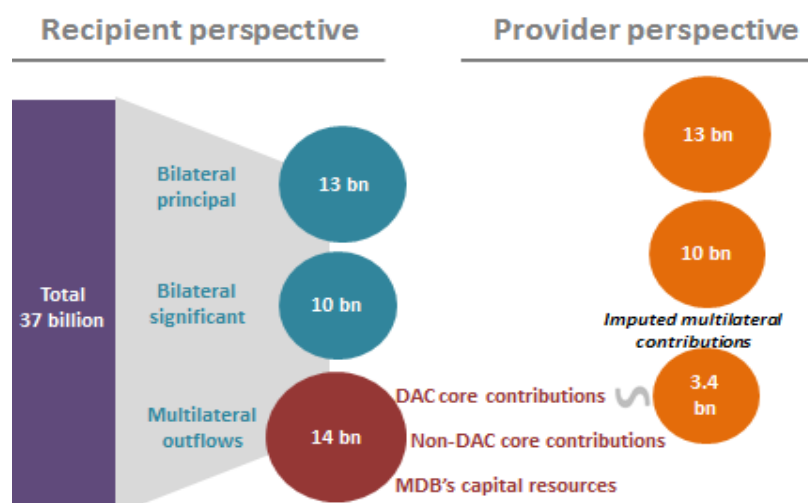 Recipient perspective
Provider perspective
Total
37 billion
Bilateral
principal
13 bn
Bilateral
significant
10 bn
Multilateral
outflows
14 bn
DAC core contributions
Non-DAC core contributions
MDB's capital resources
13 bn
10 bn
Imputed multilateral
contributions
3.4
bn